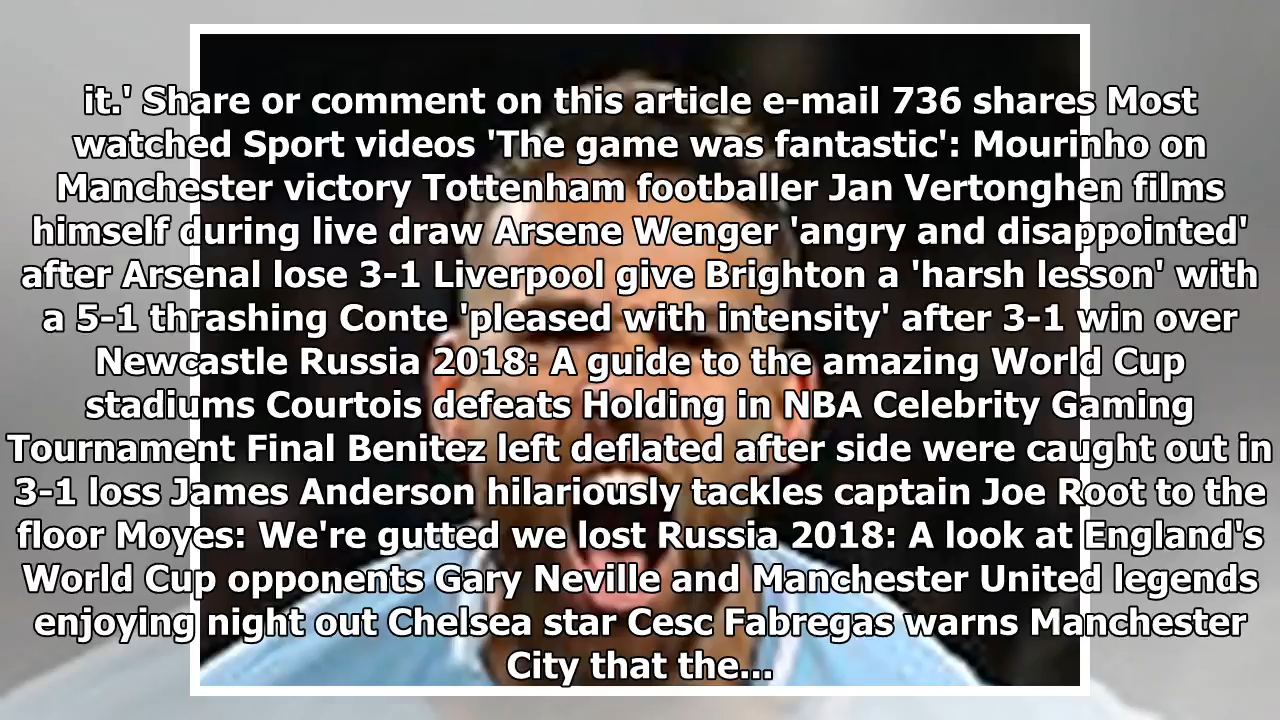 it.' Share or comment on this article e-mail 736 shares Most
watched Sport videos 'The game was fantastic': Mourinho on
Manchester victory Tottenham footballer Jan Vertonghen films
himself during live draw Arsene Wenger 'angry and disappointed'
after Arsenal lose 3-1 Liverpool give Brighton a 'harsh lesson' with
a 5-1 thrashing Conte 'pleased with intensity' after 3-1 win over
Newcastle Russia 2018: A guide to the amazing World Cup
stadiums Courtois defeats Holding in NBA Celebrity Gaming
Tournament Final Benitez left deflated after side were caught out in
3-1 loss James Anderson hilariously tackles captain Joe Root to the
floor Moyes: We're gutted we lost Russia 2018: A look at England's
World Cup opponents Gary Neville and Manchester United legends
enjoying night out Chelsea star Cesc Fabregas warns Manchester
City that the...